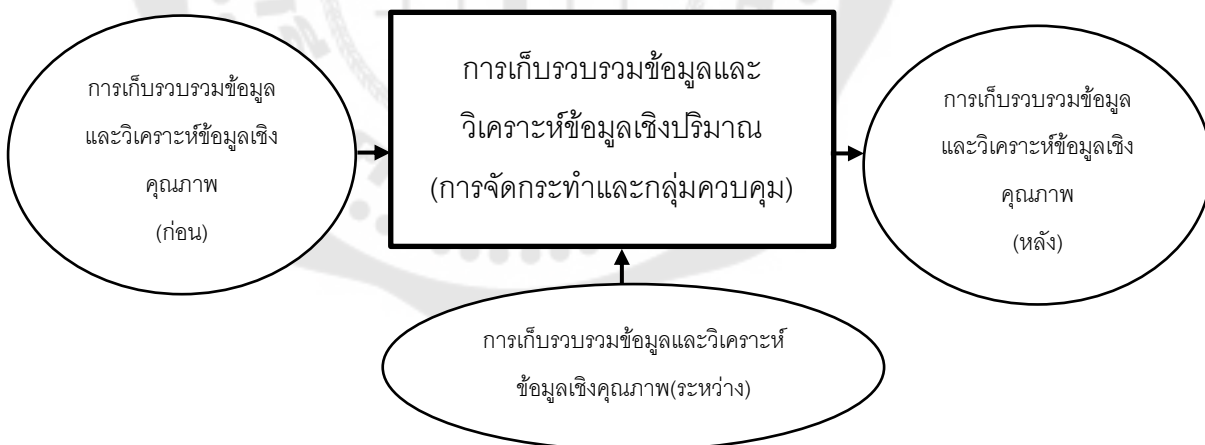 การเก็บรวบรวมข้อมูล
และวิเคราะห์ข้อมูลเชิง
คุณภาพ
(ก่อน)
การเก็บรวบรวมข้อมูลและ
วิเคราะห์ข้อมูลเชิงปริมาณ
(การจัดกระทำและกลุ่มควบคุม)
การเก็บรวบรวมข้อมูล
และวิเคราะห์ข้อมูลเชิง
คุณภาพ
(หลัง)
การเก็บรวบรวมข้อมูลและวิเคราะห์
ข้อมูลเชิงคุณภาพ(ระหว่าง)